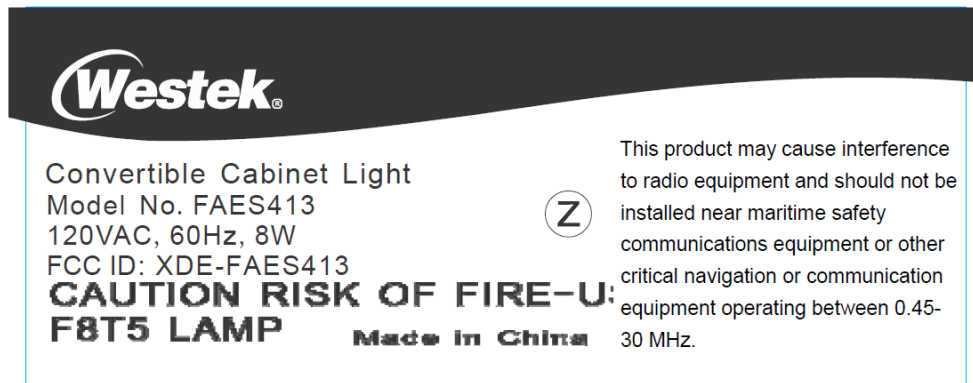 Westek®
Convertible Cabinet Light
Model No. FAES413
120VAC, 60Hz, 8W
FCC ID: XDE-FAES413
CAUTION RISK OF FIRE-U
F8T5 LAMP Made in China
Z
This product may cause interference
to radio equipment and should not be
installed near maritime safety
communications equipment or other
critical navigation or communication
equipment operating between 0.45-
30 MHz.